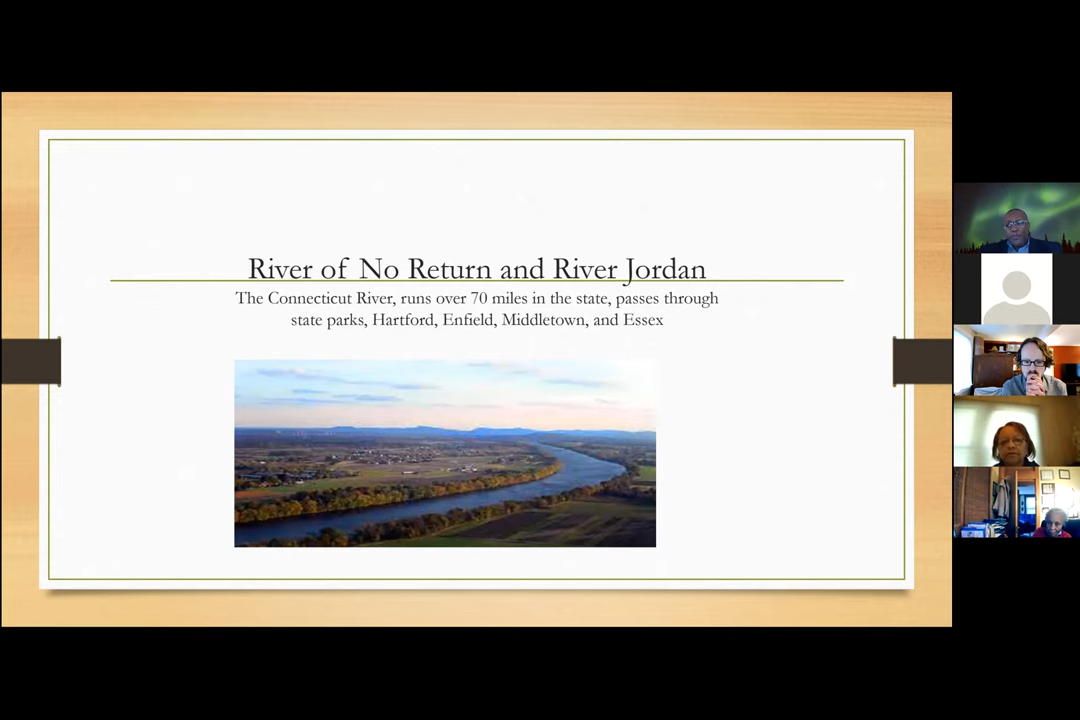 River of No Return and River Jordan
The Connecticut River, runs over 70 miles in the state, passes through
state parks, Hartford, Enfield, Middletown, and Essex